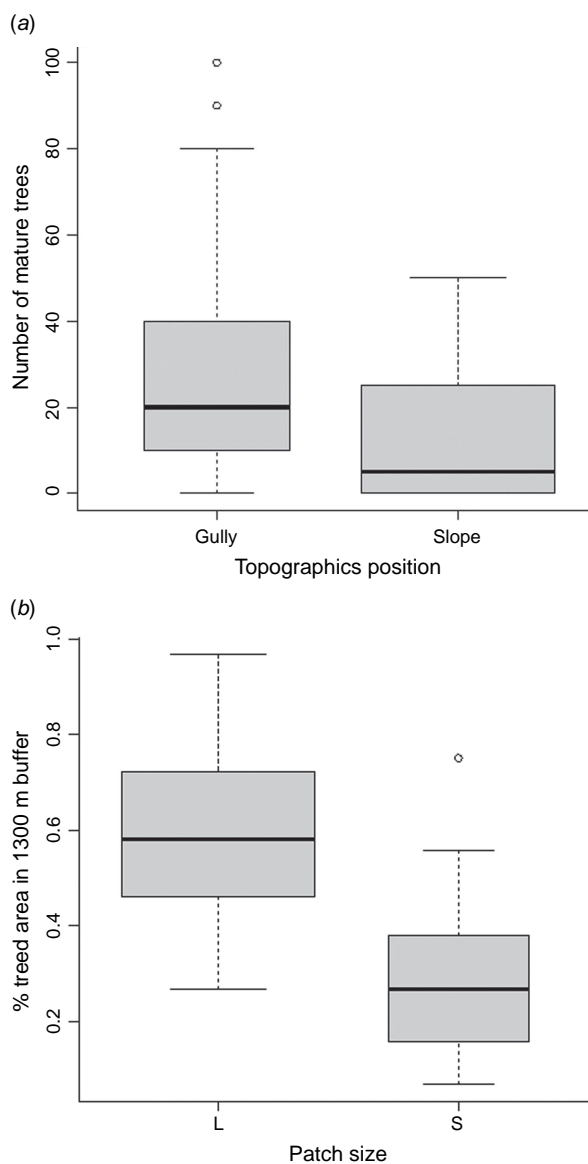 (a)
Number of mature trees
100
80
60
40
20
0
Gully Slope
Topographics position
(b)
% treed area in 1300 m buffer
1.0
0.8
0.6
0.4
0.2
L S
Patch size